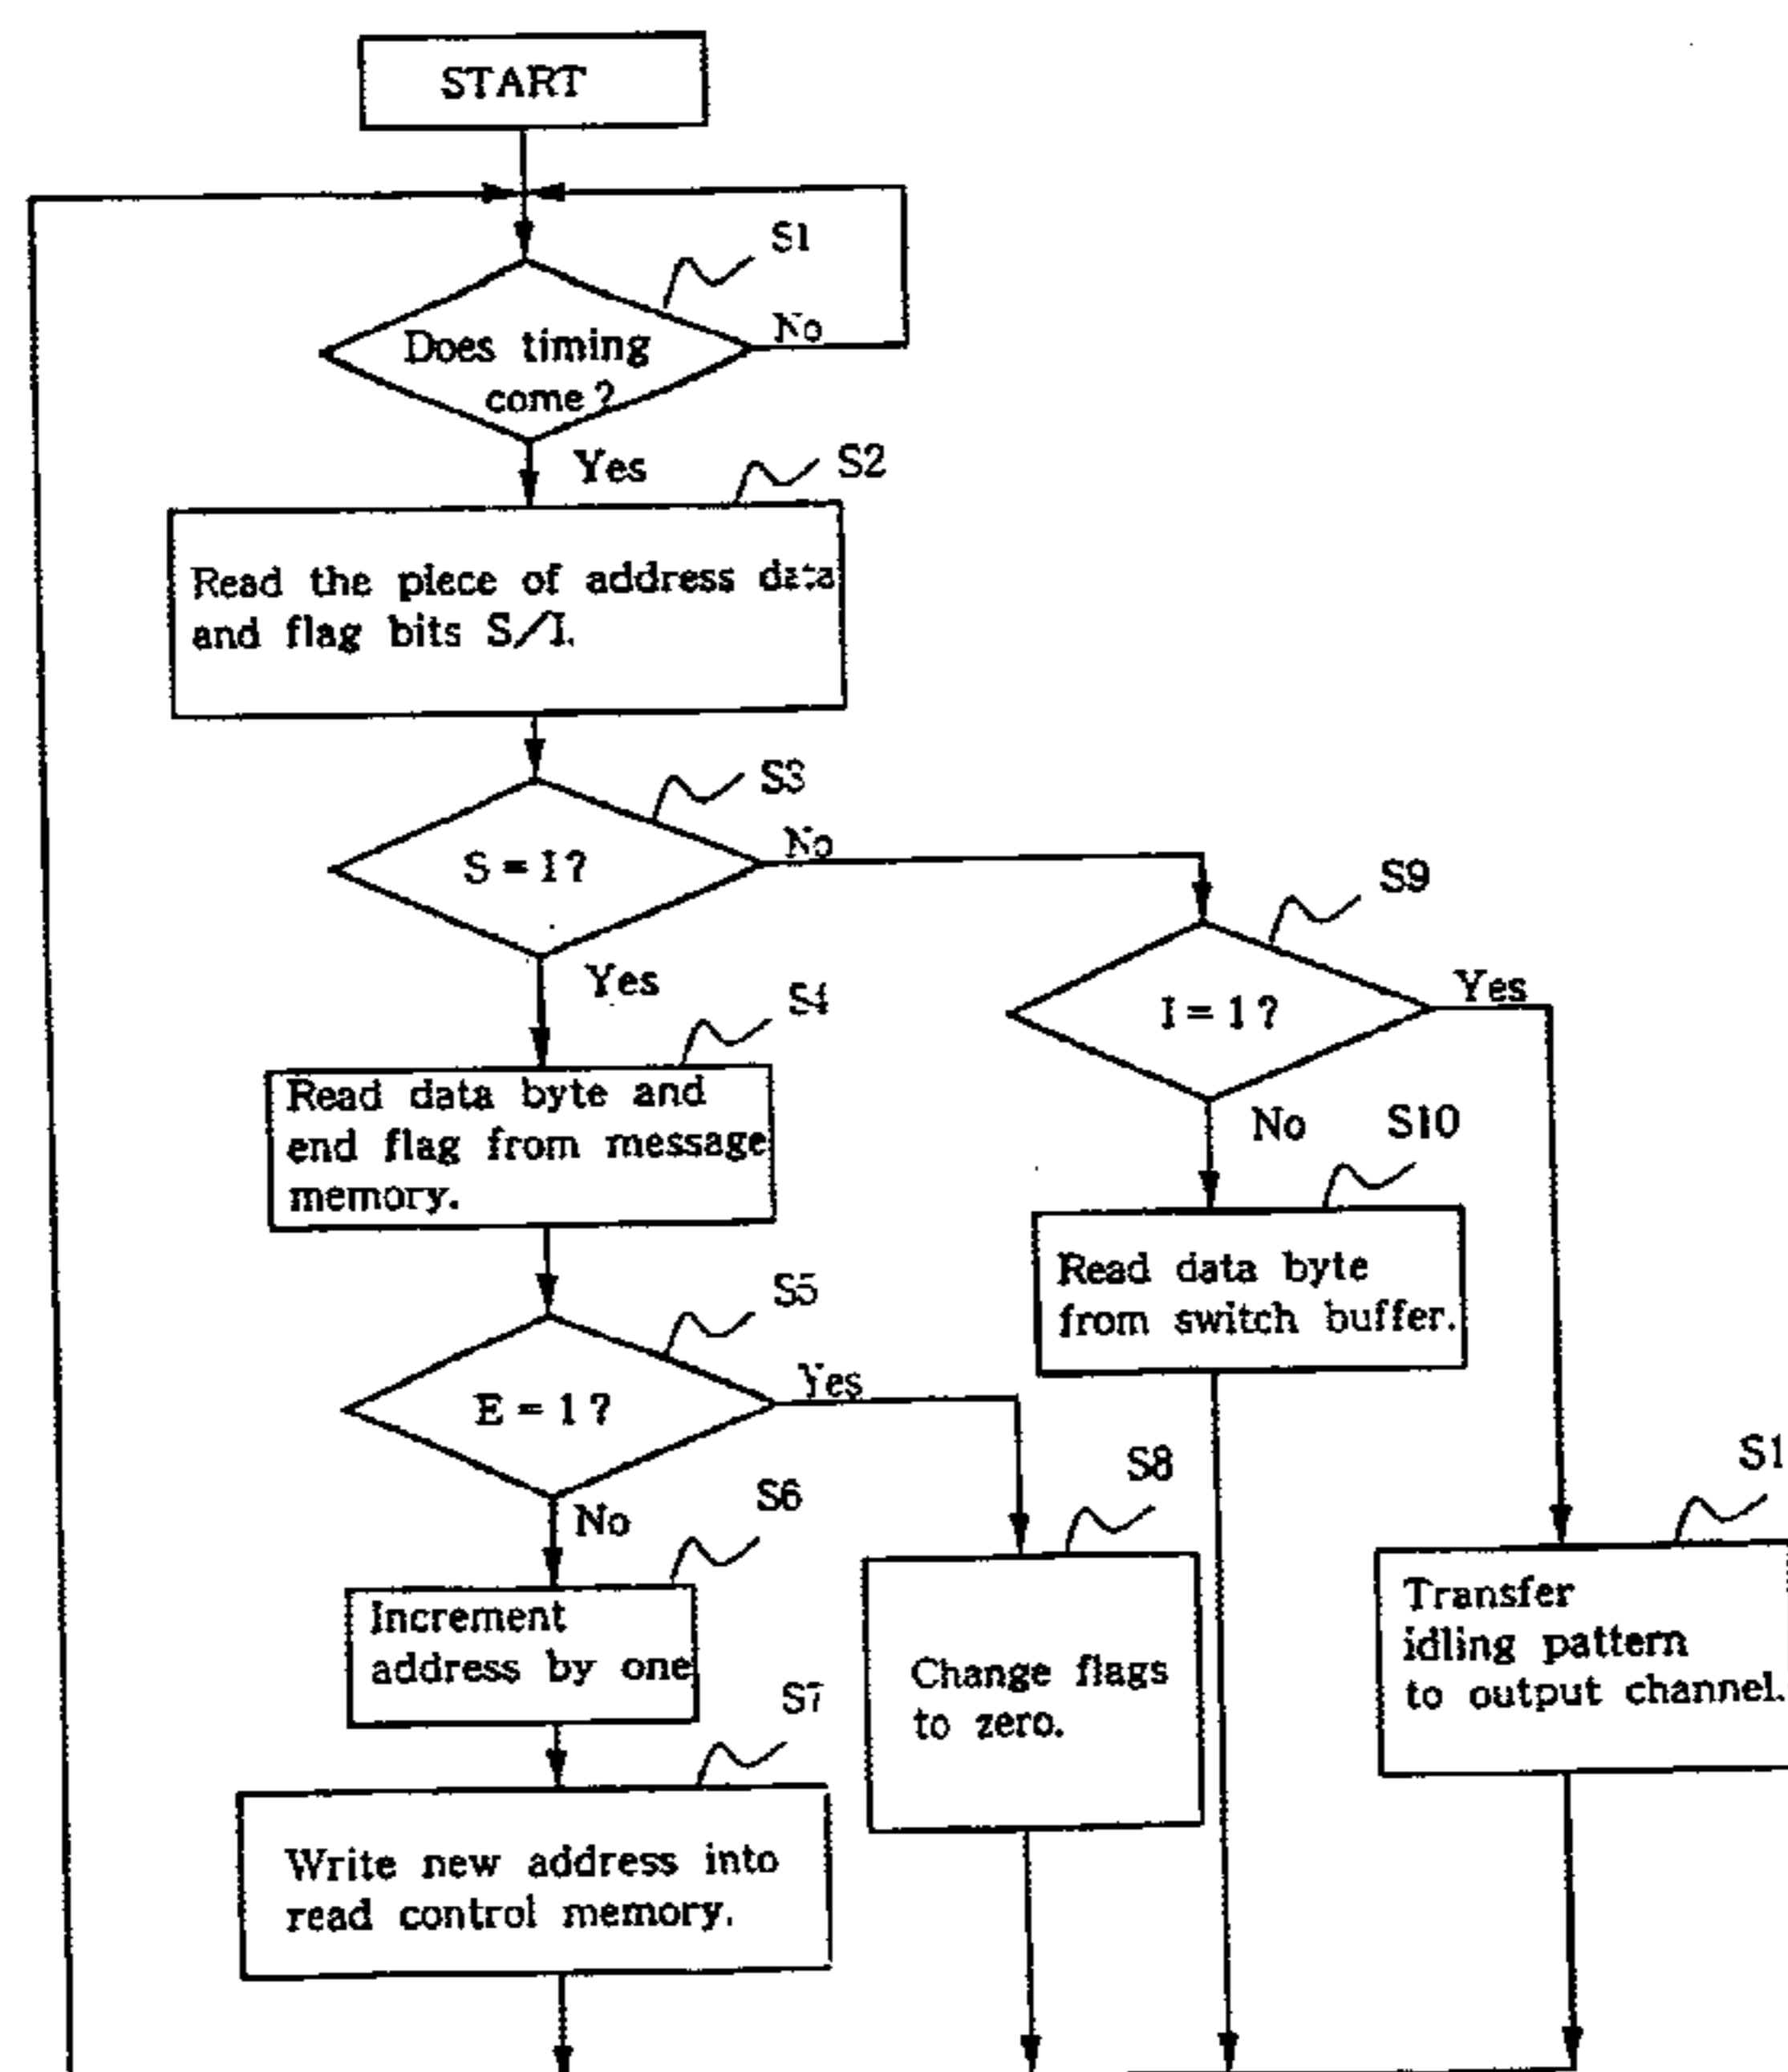 START
S1
Does timing
come?
No
Yes
S2
Read the piece of address data
and flag bits S/I.
S3
S = I?
No
Yes
S9
I = 1?
Yes
No
S4
Read data byte and
end flag from message
memory.
S10
Read data byte
from switch buffer.
S5
E = 1?
Yes
No
S6
Increment
address by one
S8
Change flags
to zero.
S1
Transfer
idling pattern
to output channel.
S7
Write new address into
read control memory.